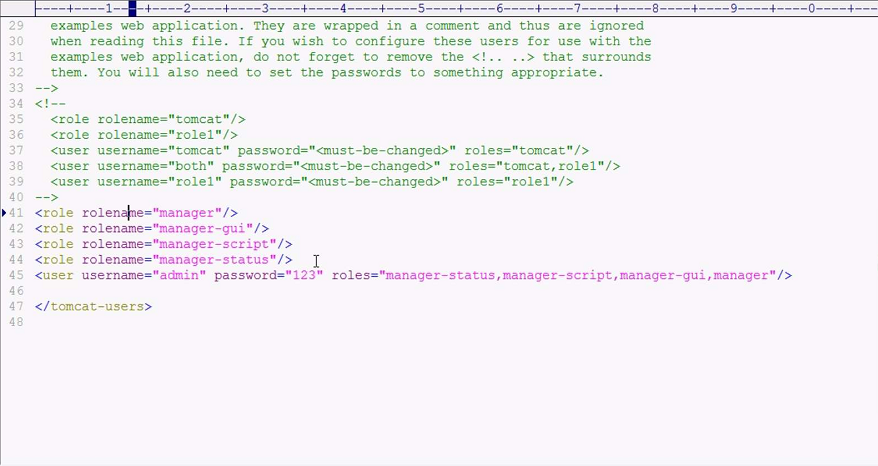 ----+----1----+----2----+----3----+----4----+----5----+----6----+----7----+----8----+----9----+----0----+---
29 examples web application. They are wrapped in a comment and thus are ignored
30 when reading this file. If you wish to configure these users for use with the
31 examples web application, do not forget to remove the <!.. ..> that surrounds
32 them. You will also need to set the passwords to something appropriate.
33 -->
34 <!--
35 <role rolename="tomcat"/>
36 <role rolename="role1"/>
37 <user username="tomcat" password="<must-be-changed>" roles="tomcat"/>
38 <user username="both" password="<must-be-changed>" roles="tomcat,role1"/>
39 <user username="role1" password="<must-be-changed>" roles="role1"/>
40 -->
41 <role rolename="manager"/>
42 <role rolename="manager-gui"/>
43 <role rolename="manager-script"/>
44 <role rolename="manager-status"/>
45 <user username="admin" password="123" roles="manager-status,manager-script,manager-gui,manager"/>
46
47 </tomcat-users>
48